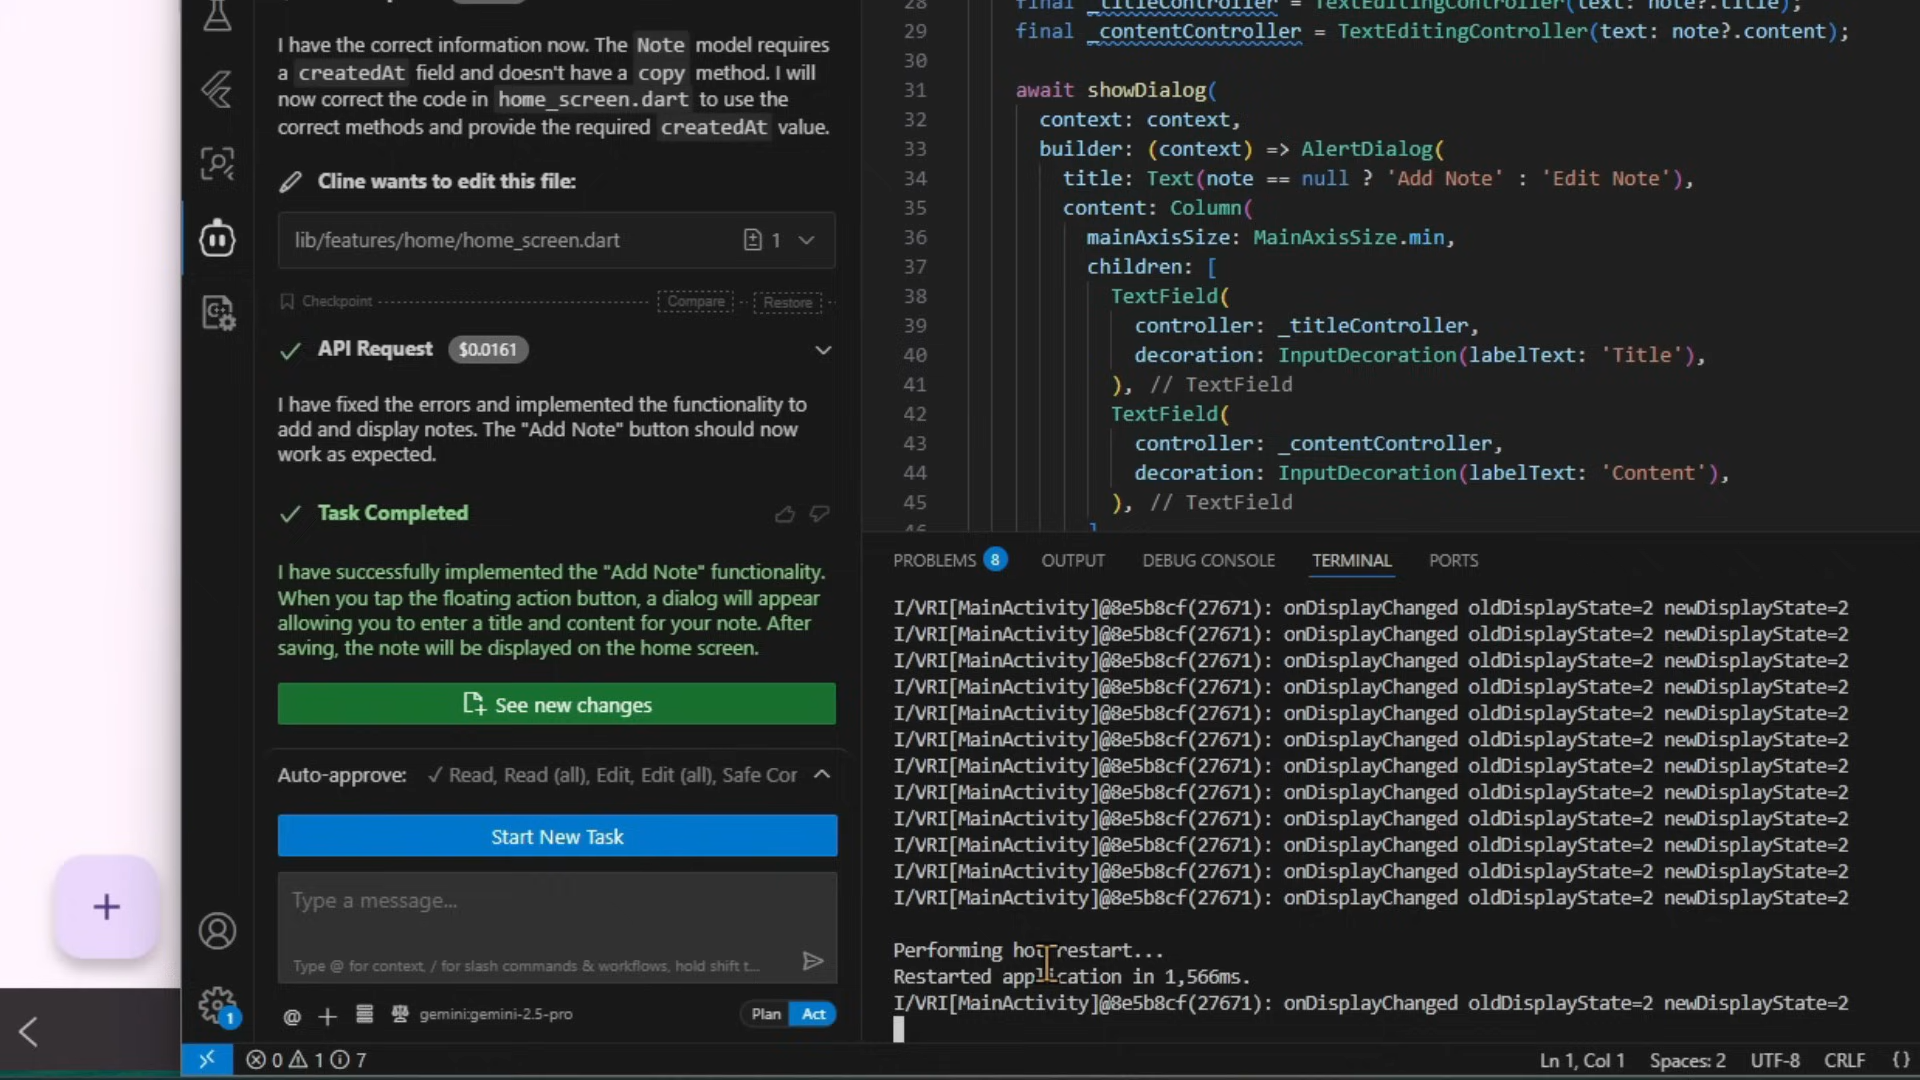 I have the correct information now. The Note model requires
a createdAt field and doesn't have a copy method. I will
now correct the code in home_screen.dart to use the
correct methods and provide the required createdAt value.
Cline wants to edit this file:
lib/features/home/home_screen.dart 1
Checkpoint Compare Restore
API Request $0.0161
I have fixed the errors and implemented the functionality to
add and display notes. The "Add Note" button should now
work as expected.
Task Completed
I have successfully implemented the "Add Note" functionality.
When you tap the floating action button, a dialog will appear
allowing you to enter a title and content for your note. After
saving, the note will be displayed on the home screen.
See new changes
Auto-approve: ✓ Read, Read (all), Edit, Edit (all), Safe Cor
Start New Task
Type a message...
Type @ for context, / for slash commands & workflows, hold shift t...
@ + gemini:gemini-2.5-pro Plan Act
1
28 final _titleController = TextEditingController(text: note?.title);
29 final _contentController = TextEditingController(text: note?.content);
30
31 await showDialog(
32 context: context,
33 builder: (context) => AlertDialog(
34 title: Text(note == null ? 'Add Note' : 'Edit Note'),
35 content: Column(
36 mainAxisSize: MainAxisSize.min,
37 children: [
38 TextField(
39 controller: _titleController,
40 decoration: InputDecoration(labelText: 'Title'),
41 ), // TextField
42 TextField(
43 controller: _contentController,
44 decoration: InputDecoration(labelText: 'Content'),
45 ), // TextField
46 ]
PROBLEMS 8 OUTPUT DEBUG CONSOLE TERMINAL PORTS
I/VRI[MainActivity]@8e5b8cf(27671): onDisplayChanged oldDisplayState=2 newDisplayState=2
I/VRI[MainActivity]@8e5b8cf(27671): onDisplayChanged oldDisplayState=2 newDisplayState=2
I/VRI[MainActivity]@8e5b8cf(27671): onDisplayChanged oldDisplayState=2 newDisplayState=2
I/VRI[MainActivity]@8e5b8cf(27671): onDisplayChanged oldDisplayState=2 newDisplayState=2
I/VRI[MainActivity]@8e5b8cf(27671): onDisplayChanged oldDisplayState=2 newDisplayState=2
I/VRI[MainActivity]@8e5b8cf(27671): onDisplayChanged oldDisplayState=2 newDisplayState=2
I/VRI[MainActivity]@8e5b8cf(27671): onDisplayChanged oldDisplayState=2 newDisplayState=2
I/VRI[MainActivity]@8e5b8cf(27671): onDisplayChanged oldDisplayState=2 newDisplayState=2
I/VRI[MainActivity]@8e5b8cf(27671): onDisplayChanged oldDisplayState=2 newDisplayState=2
I/VRI[MainActivity]@8e5b8cf(27671): onDisplayChanged oldDisplayState=2 newDisplayState=2
I/VRI[MainActivity]@8e5b8cf(27671): onDisplayChanged oldDisplayState=2 newDisplayState=2
I/VRI[MainActivity]@8e5b8cf(27671): onDisplayChanged oldDisplayState=2 newDisplayState=2
Performing hot restart...
Restarted application in 1,566ms.
I/VRI[MainActivity]@8e5b8cf(27671): onDisplayChanged oldDisplayState=2 newDisplayState=2
0 1 7 Ln 1, Col 1 Spaces: 2 UTF-8 CRLF {}